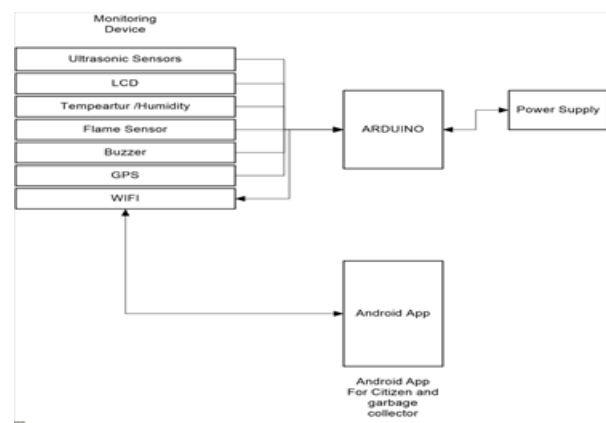 Monitoring
Device
Ultrasonic Sensors
LCD
Tempeartur /Humidity
Flame Sensor
Buzzer
GPS
WIFI
ARDUINO
Power Supply
Android App
Android App
For Citizen and
garbage
collector